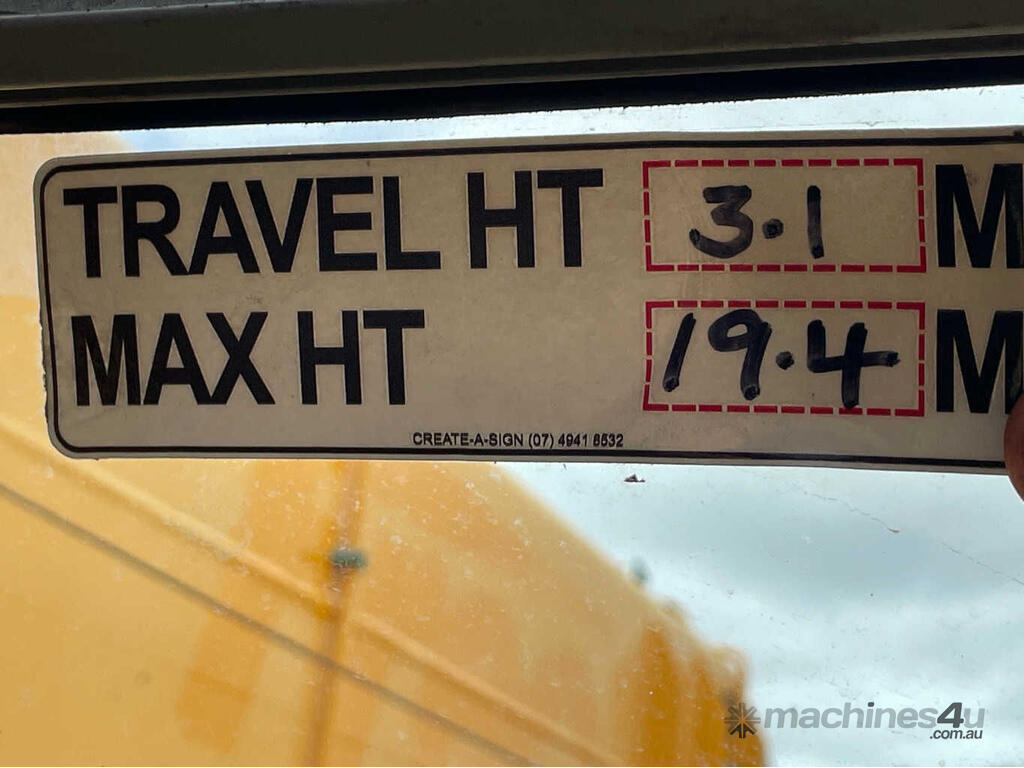 TRAVEL HT 3.1 M
MAX HT 19.4 M
CREATE-A-SIGN (07) 4941 8532
machines4u
.com.au